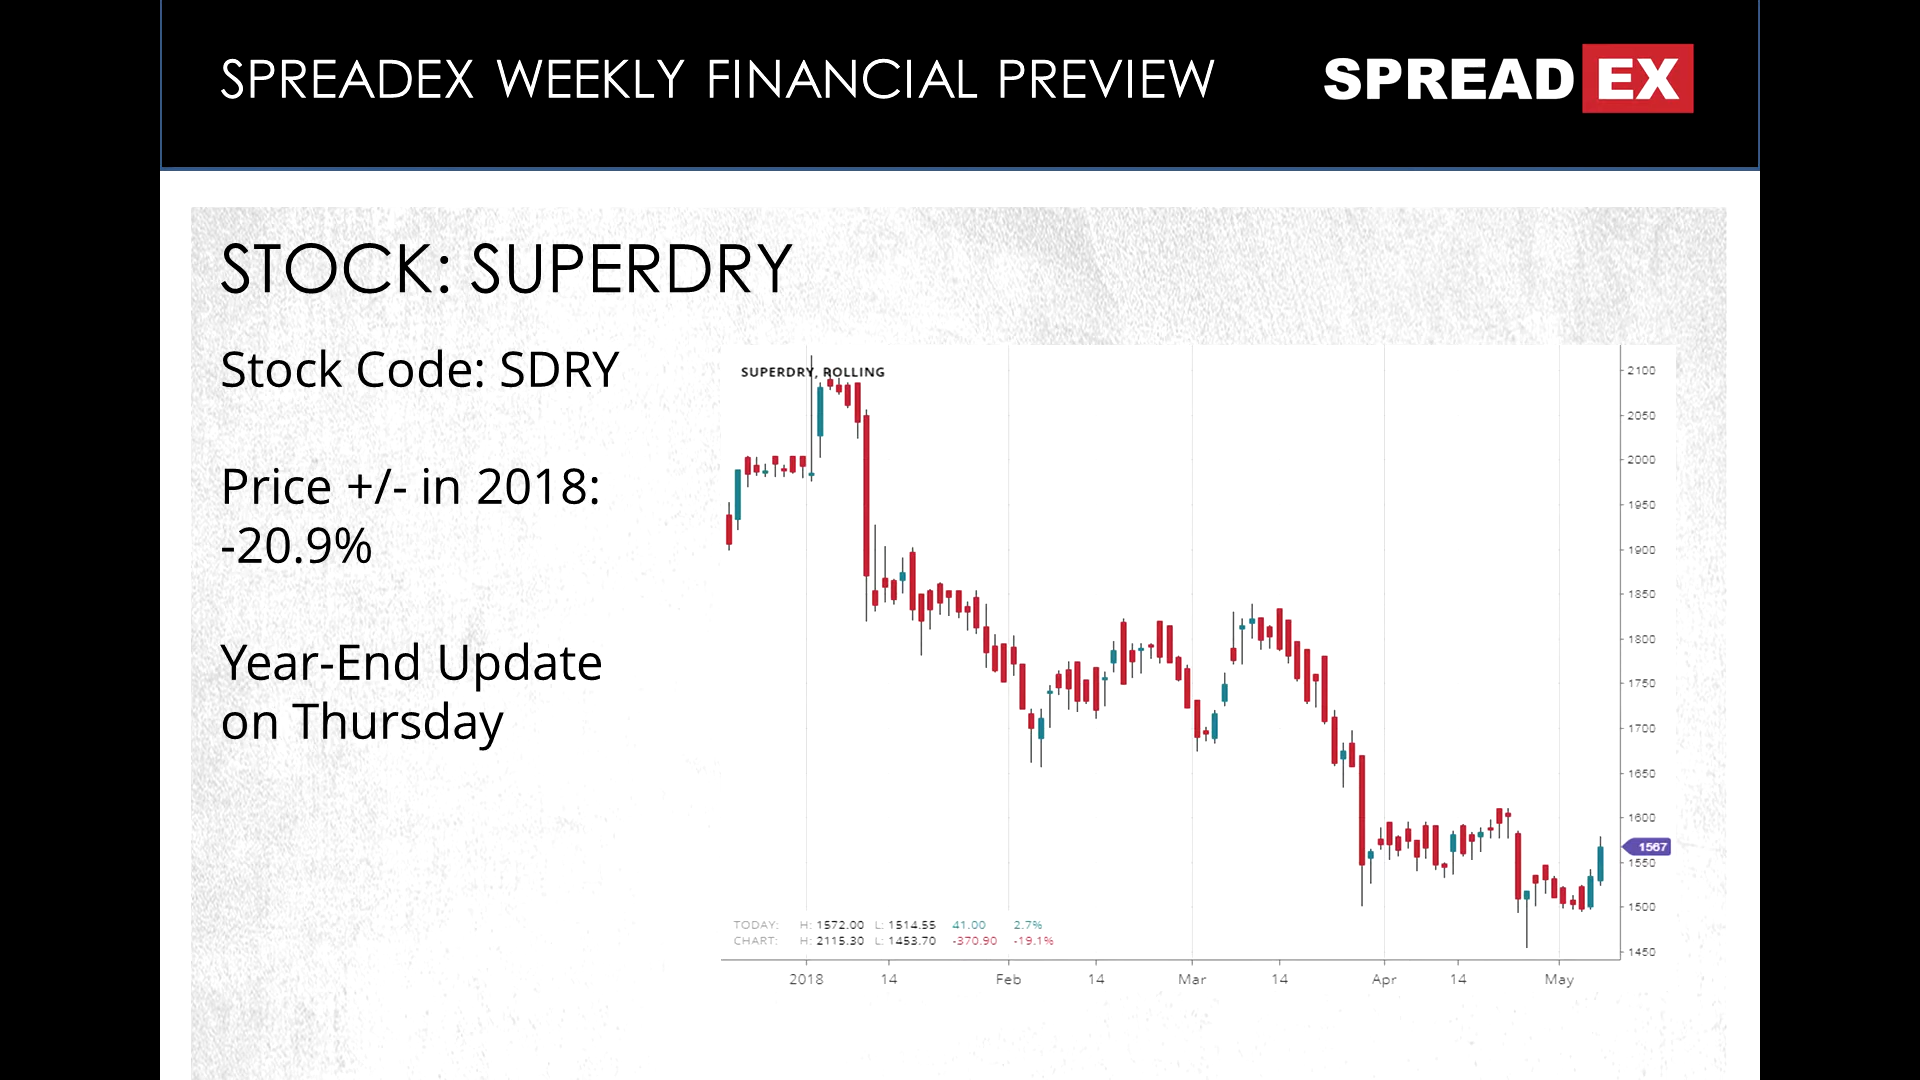 SPREADEX WEEKLY FINANCIAL PREVIEW
SPREADEX
STOCK: SUPERDRY
Stock Code: SDRY
Price +/- in 2018:
-20.9%
Year-End Update
on Thursday
SUPERDRY, ROLLING
2100
2050
2000
1950
1900
1850
1800
1750
1700
1650
1600
1567
1550
1500
1450
TODAY: H: 1572.00 L: 1514.55 41.00 2.7%
CHART: H: 2115.30 L: 1453.70 -370.90 -19.1%
2018 14 Feb 14 Mar 14 Apr 14 May